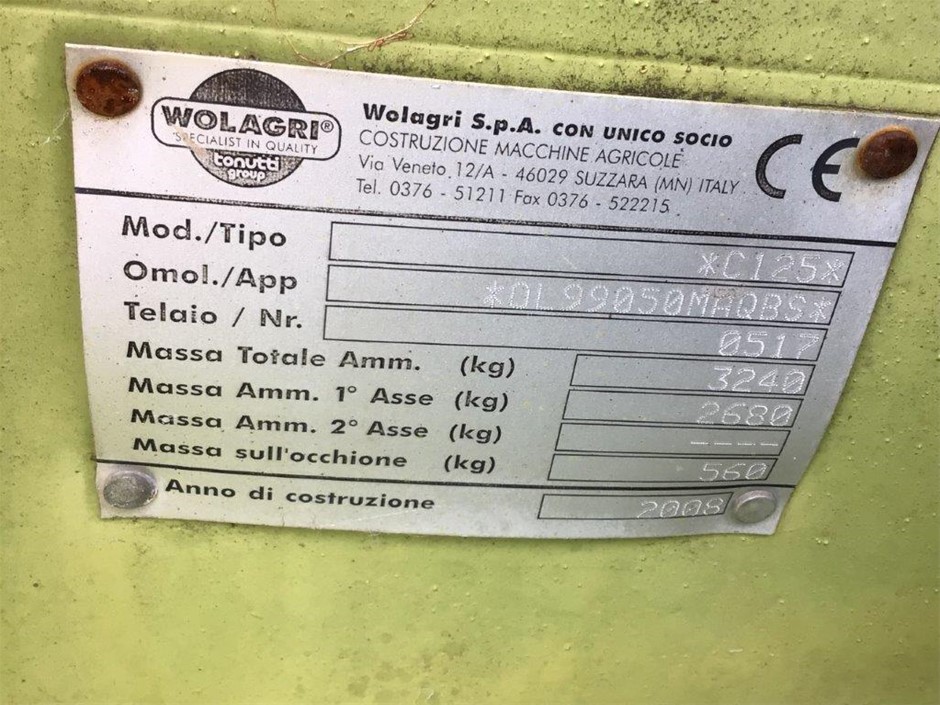 WOLAGRI®
SPECIALIST IN QUALITY
tonutti
group
Wolagri S.p.A. CON UNICO SOCIO
COSTRUZIONE MACCHINE AGRICOLE
Via Veneto, 12/A - 46029 SUZZARA (MN) ITALY
Tel. 0376 - 51211 Fax 0376 - 522215
CE
Mod./Tipo *C125*
Omol./App *OL99050MAQBS*
Telaio / Nr. 0517
Massa Totale Amm. (kg) 3240
Massa Amm. 1° Asse (kg) 2680
Massa Amm. 2° Asse (kg) ----
Massa sull'occhione (kg) 560
Anno di costruzione 2008